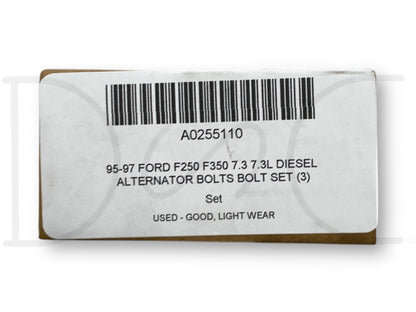 A0255110
95-97 FORD F250 F350 7.3 7.3L DIESEL
ALTERNATOR BOLTS BOLT SET (3)
Set
USED - GOOD, LIGHT WEAR